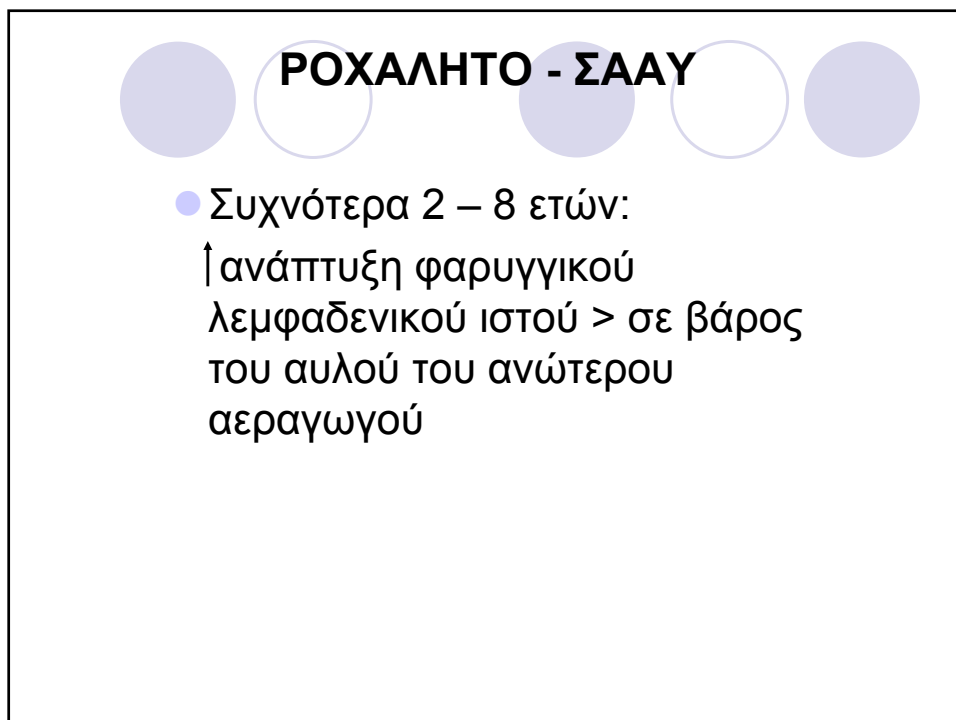 ΡΟΧΑΛΗΤΟ - ΣΑΑΥ
Συχνότερα 2 – 8 ετών:
↑ανάπτυξη φαρυγγικού
λεμφαδενικού ιστού > σε βάρος
του αυλού του ανώτερου
αεραγωγού